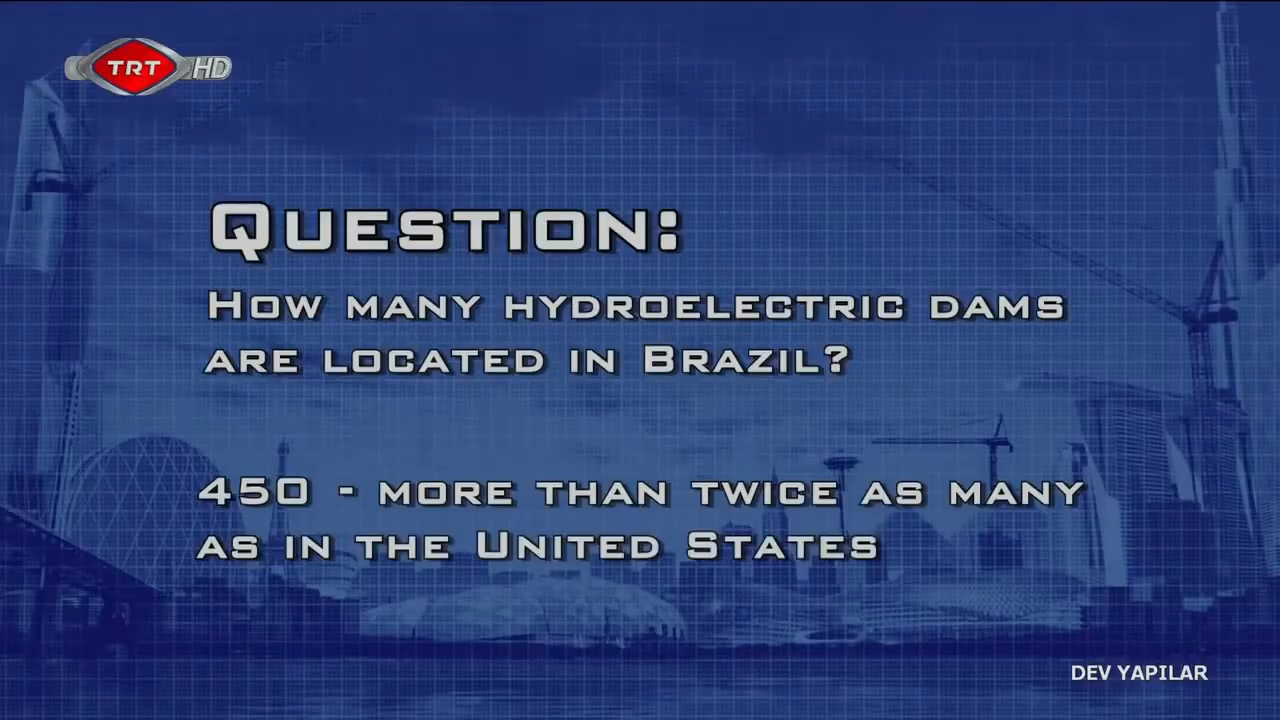 TRT HD
QUESTION:
HOW MANY HYDROELECTRIC DAMS
ARE LOCATED IN BRAZIL?
450 - MORE THAN TWICE AS MANY
AS IN THE UNITED STATES
DEV YAPILAR